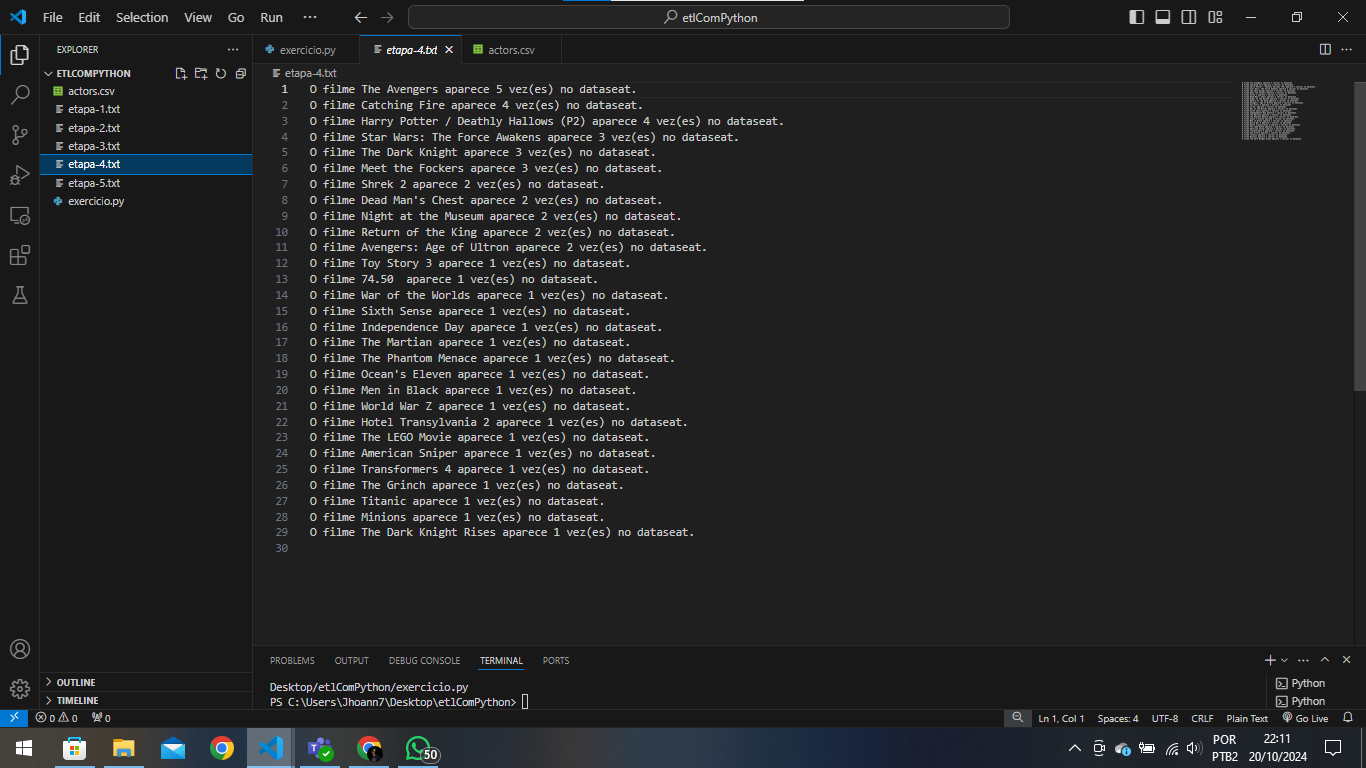 File Edit Selection View Go Run ··· etlComPython
EXPLORER ···
exercicio.py
etapa-4.txt
actors.csv
ETLCOMPYTHON
actors.csv
etapa-1.txt
etapa-2.txt
etapa-3.txt
etapa-4.txt
etapa-5.txt
exercicio.py
OUTLINE
TIMELINE
etapa-4.txt
1 O filme The Avengers aparece 5 vez(es) no dataseat.
2 O filme Catching Fire aparece 4 vez(es) no dataseat.
3 O filme Harry Potter / Deathly Hallows (P2) aparece 4 vez(es) no dataseat.
4 O filme Star Wars: The Force Awakens aparece 3 vez(es) no dataseat.
5 O filme The Dark Knight aparece 3 vez(es) no dataseat.
6 O filme Meet the Fockers aparece 3 vez(es) no dataseat.
7 O filme Shrek 2 aparece 2 vez(es) no dataseat.
8 O filme Dead Man's Chest aparece 2 vez(es) no dataseat.
9 O filme Night at the Museum aparece 2 vez(es) no dataseat.
10 O filme Return of the King aparece 2 vez(es) no dataseat.
11 O filme Avengers: Age of Ultron aparece 2 vez(es) no dataseat.
12 O filme Toy Story 3 aparece 1 vez(es) no dataseat.
13 O filme 74.50  aparece 1 vez(es) no dataseat.
14 O filme War of the Worlds aparece 1 vez(es) no dataseat.
15 O filme Sixth Sense aparece 1 vez(es) no dataseat.
16 O filme Independence Day aparece 1 vez(es) no dataseat.
17 O filme The Martian aparece 1 vez(es) no dataseat.
18 O filme The Phantom Menace aparece 1 vez(es) no dataseat.
19 O filme Ocean's Eleven aparece 1 vez(es) no dataseat.
20 O filme Men in Black aparece 1 vez(es) no dataseat.
21 O filme World War Z aparece 1 vez(es) no dataseat.
22 O filme Hotel Transylvania 2 aparece 1 vez(es) no dataseat.
23 O filme The LEGO Movie aparece 1 vez(es) no dataseat.
24 O filme American Sniper aparece 1 vez(es) no dataseat.
25 O filme Transformers 4 aparece 1 vez(es) no dataseat.
26 O filme The Grinch aparece 1 vez(es) no dataseat.
27 O filme Titanic aparece 1 vez(es) no dataseat.
28 O filme Minions aparece 1 vez(es) no dataseat.
29 O filme The Dark Knight Rises aparece 1 vez(es) no dataseat.
30
PROBLEMS OUTPUT DEBUG CONSOLE TERMINAL PORTS
Desktop/etlComPython/exercicio.py
PS C:\Users\Jhoann7\Desktop\etlComPython>
Python
Python
0 0 0 Ln 1, Col 1 Spaces: 4 UTF-8 CRLF Plain Text Go Live
50
POR
PTB2
22:11
20/10/2024